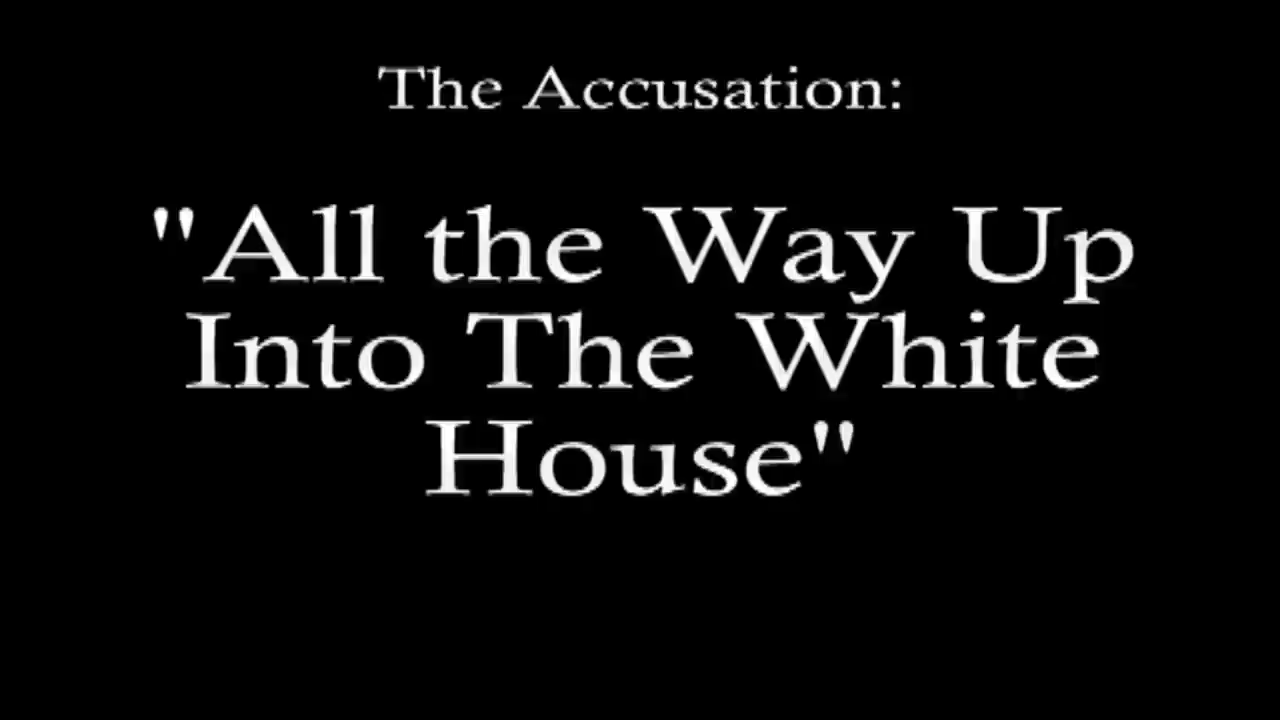 The Accusation:
"All the Way Up
Into The White
House"